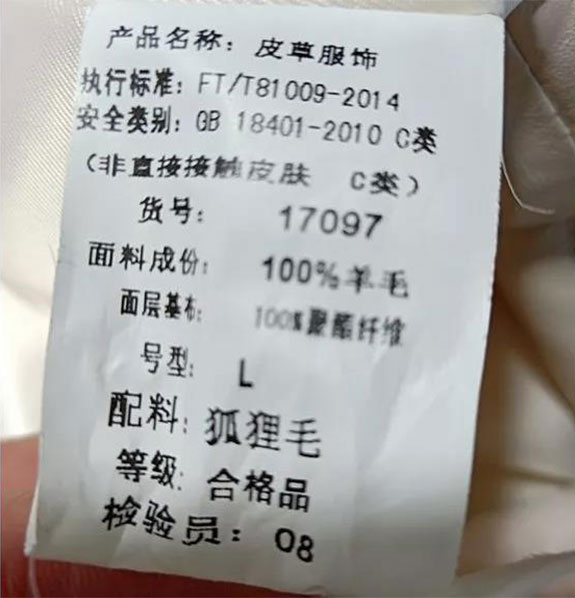 产品名称：皮草服饰
执行标准：FT/T81009-2014
安全类别：GB 18401-2010 C类
（非直接接触皮肤 C类）
货号： 17097
面料成份： 100%羊毛
面层基布： 100%聚酯纤维
号型： L
配料：狐狸毛
等级：合格品
检验员：08